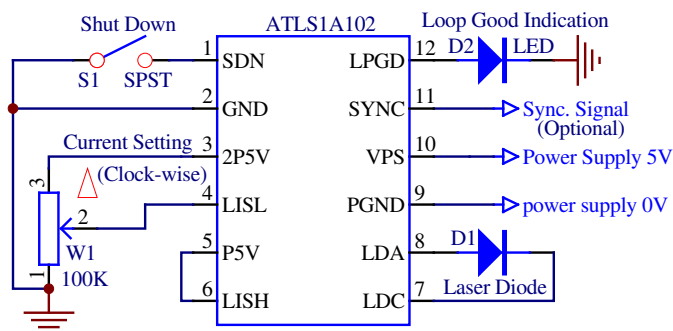 ATLS1A102
Shut Down
S1 SPST
1 SDN
2 GND
3 2P5V
4 LISL
5 P5V
6 LISH
Current Setting
(Clock-wise)
3
2
1
W1
100K
Loop Good Indication
LPGD 12 D2 LED
SYNC 11 Sync. Signal
(Optional)
VPS 10 Power Supply 5V
PGND 9 power supply 0V
LDA 8 D1
Laser Diode
LDC 7